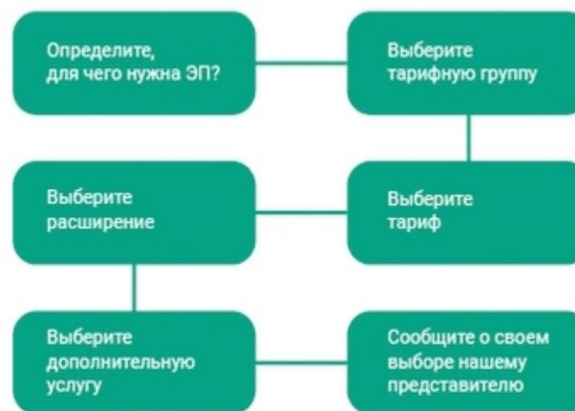 Определите,
для чего нужна ЭП?
Выберите
тарифную группу
Выберите
тариф
Выберите
расширение
Выберите
дополнительную
услугу
Сообщите о своем
выборе нашему
представителю